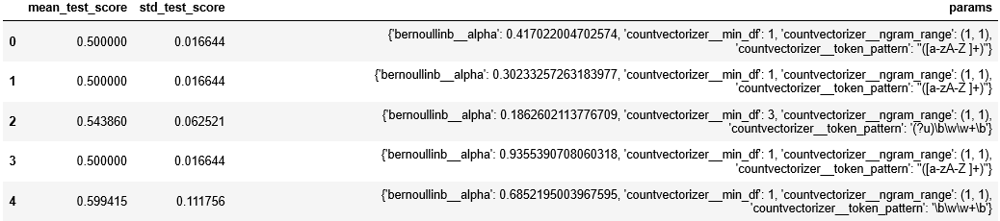 mean_test_score std_test_score params
0 0.500000 0.016644 {'bernoullinb__alpha': 0.417022004702574, 'countvectorizer__min_df': 1, 'countvectorizer__ngram_range': (1, 1),
'countvectorizer__token_pattern': "([a-zA-Z ]+)"}
1 0.500000 0.016644 {'bernoullinb__alpha': 0.30233257263183977, 'countvectorizer__min_df': 1, 'countvectorizer__ngram_range': (1, 1),
'countvectorizer__token_pattern': "([a-zA-Z ]+)"}
2 0.543860 0.062521 {'bernoullinb__alpha': 0.1862602113776709, 'countvectorizer__min_df': 3, 'countvectorizer__ngram_range': (1, 1),
'countvectorizer__token_pattern': '(?u)\b\w\w+\b'}
3 0.500000 0.016644 {'bernoullinb__alpha': 0.9355390708060318, 'countvectorizer__min_df': 1, 'countvectorizer__ngram_range': (1, 1),
'countvectorizer__token_pattern': "([a-zA-Z ]+)"}
4 0.599415 0.111756 {'bernoullinb__alpha': 0.6852195003967595, 'countvectorizer__min_df': 1, 'countvectorizer__ngram_range': (1, 1),
'countvectorizer__token_pattern': '\b\w\w+\b'}